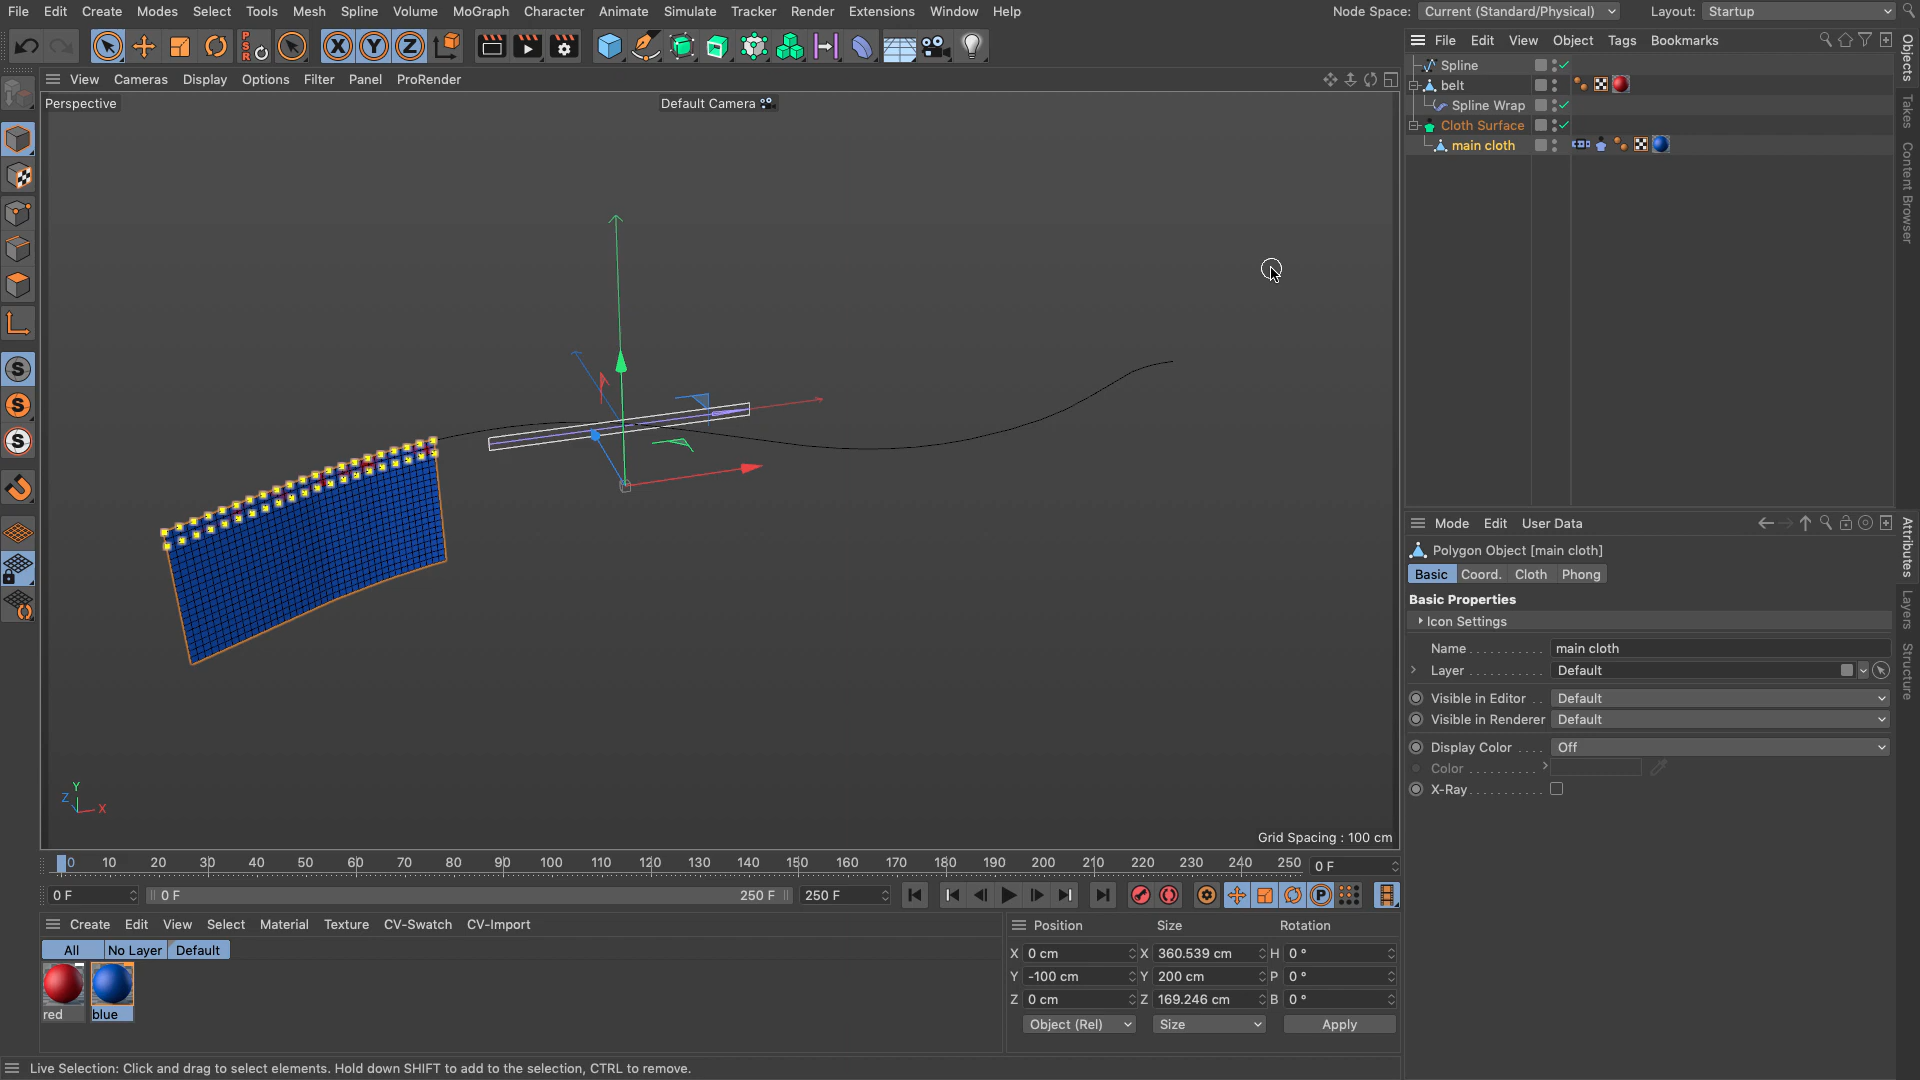 File Edit Create Modes Select Tools Mesh Spline Volume MoGraph Character Animate Simulate Tracker Render Extensions Window Help Node Space: Current (Standard/Physical) Layout: Startup
PSR X Y Z
File Edit View Object Tags Bookmarks
View Cameras Display Options Filter Panel ProRender
Perspective Default Camera
Spline
belt
Spline Wrap
Cloth Surface
main cloth
Objects
Takes
Content Browser
S
S
S
Y
Z
X
Grid Spacing : 100 cm
Mode Edit User Data
Polygon Object [main cloth]
Basic Coord. Cloth Phong
Basic Properties
Icon Settings
Name . . . . . . . . . . . main cloth
Layer . . . . . . . . . . . Default
Visible in Editor . . Default
Visible in Renderer Default
Display Color . . . . Off
Color . . . . . . . . . . .
X-Ray. . . . . . . . . . .
Attributes
Layers
Structure
0 10 20 30 40 50 60 70 80 90 100 110 120 130 140 150 160 170 180 190 200 210 220 230 240 250 0 F
0 F 0 F 250 F 250 F P
Create Edit View Select Material Texture CV-Swatch CV-Import
All No Layer Default
red blue
Position Size Rotation
X 0 cm X 360.539 cm H 0 °
Y -100 cm Y 200 cm P 0 °
Z 0 cm Z 169.246 cm B 0 °
Object (Rel) Size Apply
Live Selection: Click and drag to select elements. Hold down SHIFT to add to the selection, CTRL to remove.